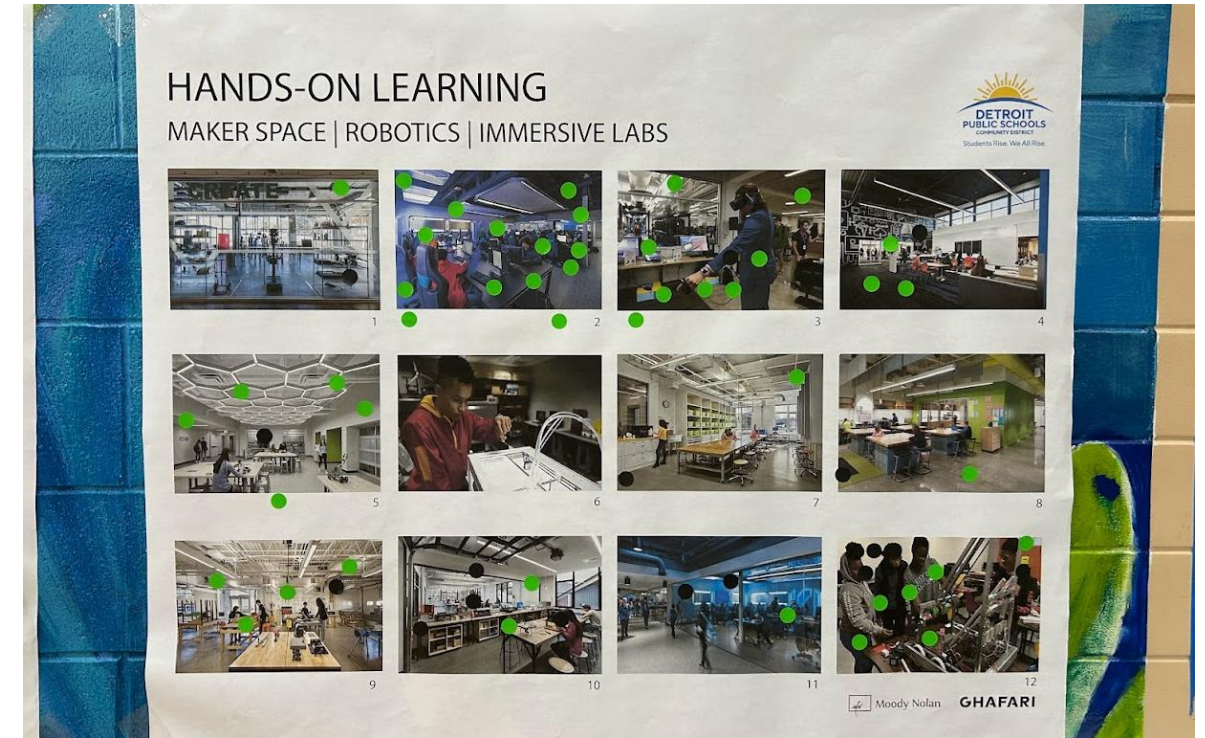 HANDS-ON LEARNING
MAKER SPACE | ROBOTICS | IMMERSIVE LABS
DETROIT
PUBLIC SCHOOLS
COMMUNITY DISTRICT
Students Rise. We All Rise.
CREATE
1
2
3
4
5
6
7
8
9
10
11
12
Moody Nolan
GHAFARI